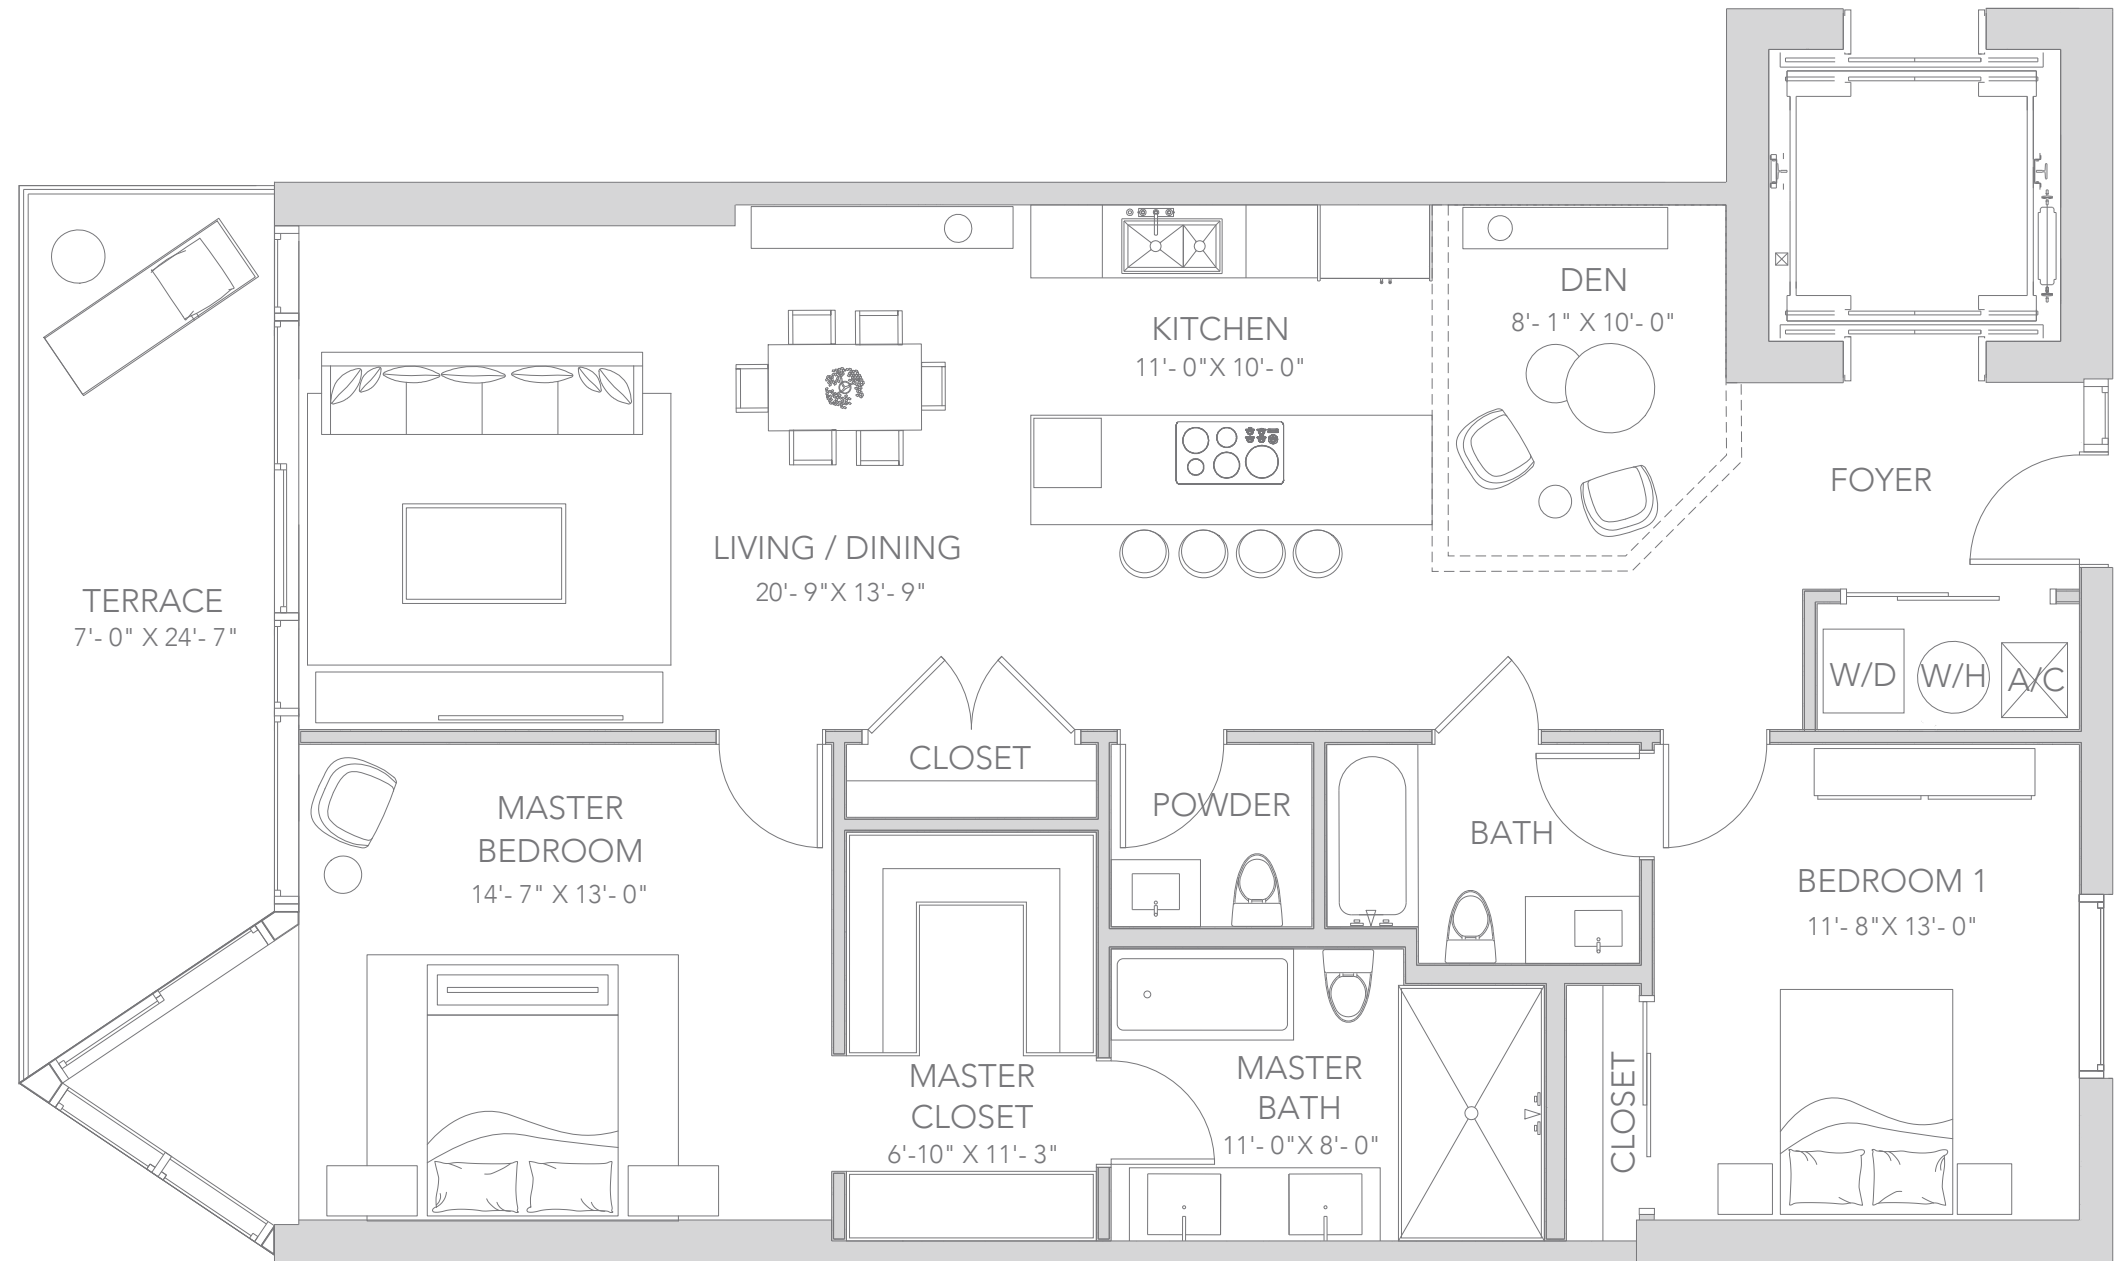 DEN
8'- 1" X 10'- 0"
KITCHEN
11'- 0"X 10'- 0"
FOYER
LIVING / DINING
20'- 9"X 13'- 9"
TERRACE
7'- 0" X 24'- 7"
W/D
W/H
A/C
CLOSET
MASTER
BEDROOM
14'- 7" X 13'- 0"
POWDER
BATH
BEDROOM 1
11'- 8"X 13'- 0"
MASTER
CLOSET
6'-10" X 11'- 3"
MASTER
BATH
11'- 0"X 8'- 0"
CLOSET